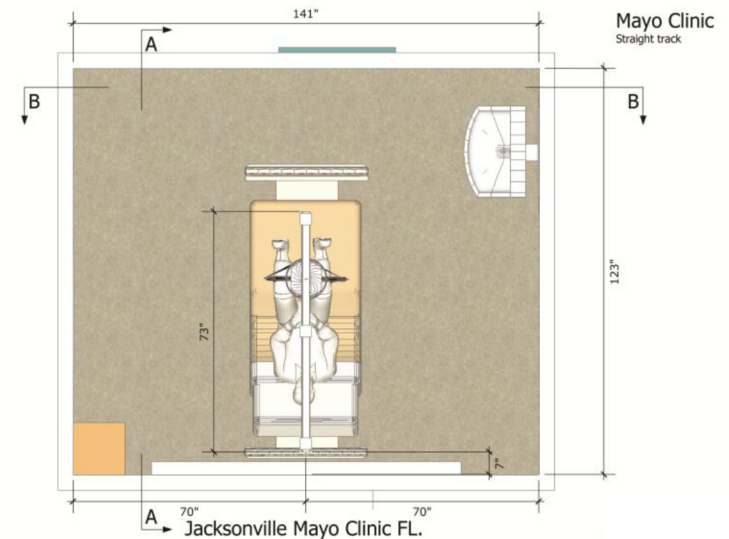 141"
Mayo Clinic
Straight track
A
B
B
123"
73"
7"
70"
70"
A
Jacksonville Mayo Clinic FL.